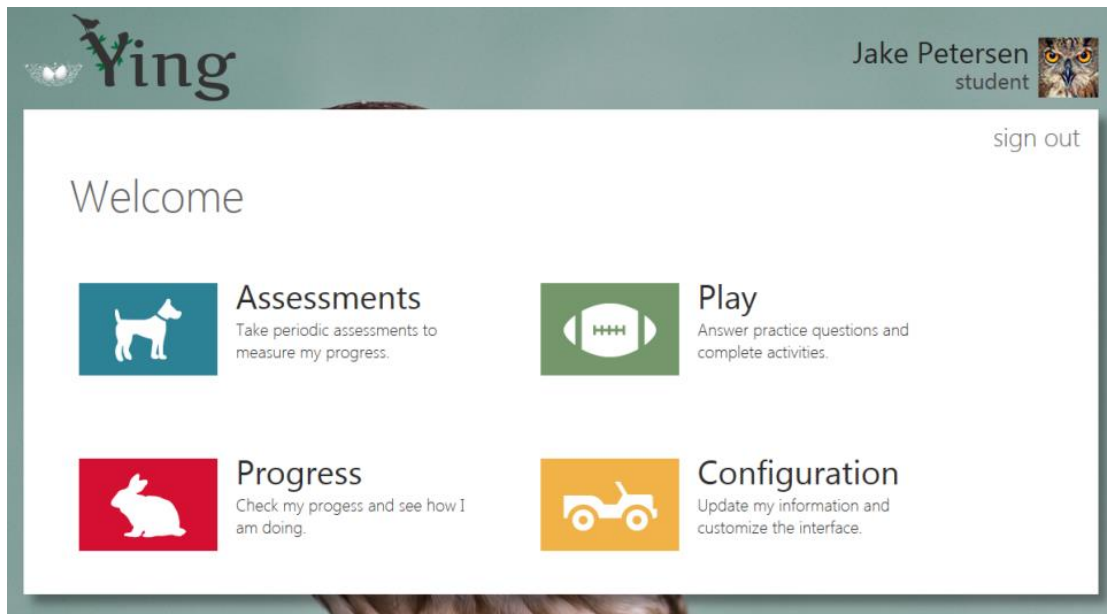 Ying
Jake Petersen
student
sign out
Welcome
Assessments
Take periodic assessments to
measure my progress.
Play
Answer practice questions and
complete activities.
Progress
Check my progess and see how I
am doing.
Configuration
Update my information and
customize the interface.